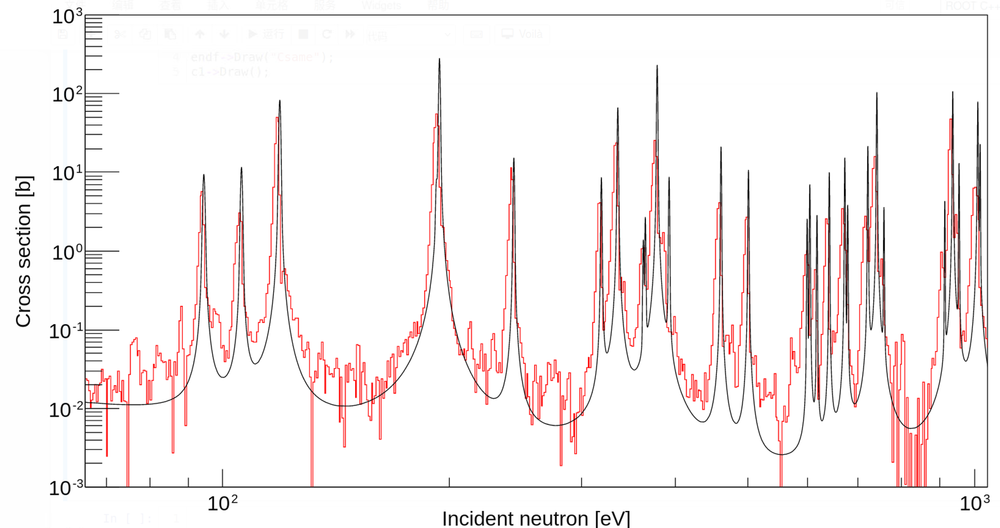 文件 编辑 查看 插入 单元格 服务 Widgets 帮助 可信 ROOT C++
运行 代码 Voilà
4 endf->Draw("Csame");
5 c1->Draw();
10³
10²
10¹
10⁰
10⁻¹
10⁻²
10⁻³
Cross section [b]
10² 10³
Incident neutron [eV]
In [ ]: 1